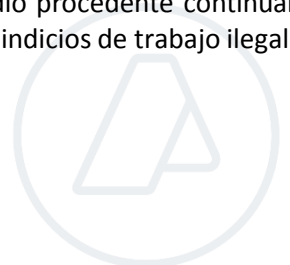 procedente continuar
indicios de trabajo ilegal